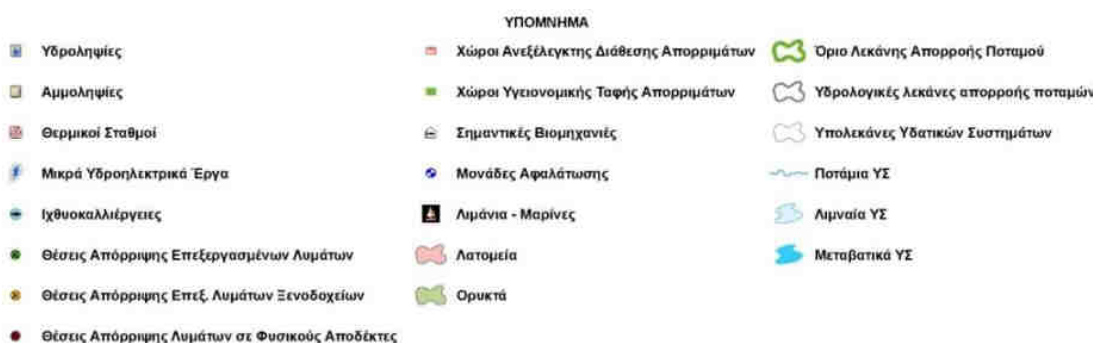 ΥΠΟΜΝΗΜΑ
Υδροληψίες
Αμμοληψίες
Θερμικοί Σταθμοί
Μικρά Υδροηλεκτρικά Έργα
Ιχθυοκαλλιέργειες
Θέσεις Απόρριψης Επεξεργασμένων Λυμάτων
Θέσεις Απόρριψης Επεξ. Λυμάτων Ξενοδοχείων
Θέσεις Απόρριψης Λυμάτων σε Φυσικούς Αποδέκτες
Χώροι Ανεξέλεγκτης Διάθεσης Απορριμάτων
Χώροι Υγειονομικής Ταφής Απορριμάτων
Σημαντικές Βιομηχανίες
Μονάδες Αφαλάτωσης
Λιμάνια - Μαρίνες
Λατομεία
Ορυκτά
Όριο Λεκάνης Απορροής Ποταμού
Υδρολογικές λεκάνες απορροής ποταμών
Υπολεκάνες Υδατικών Συστημάτων
Ποτάμια ΥΣ
Λιμναία ΥΣ
Μεταβατικά ΥΣ